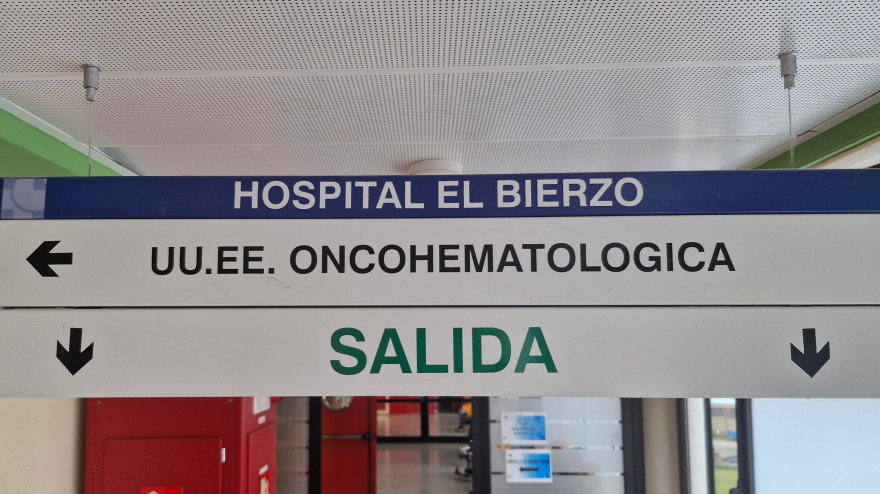 HOSPITAL EL BIERZO
UU.EE. ONCOHEMATOLOGICA
SALIDA